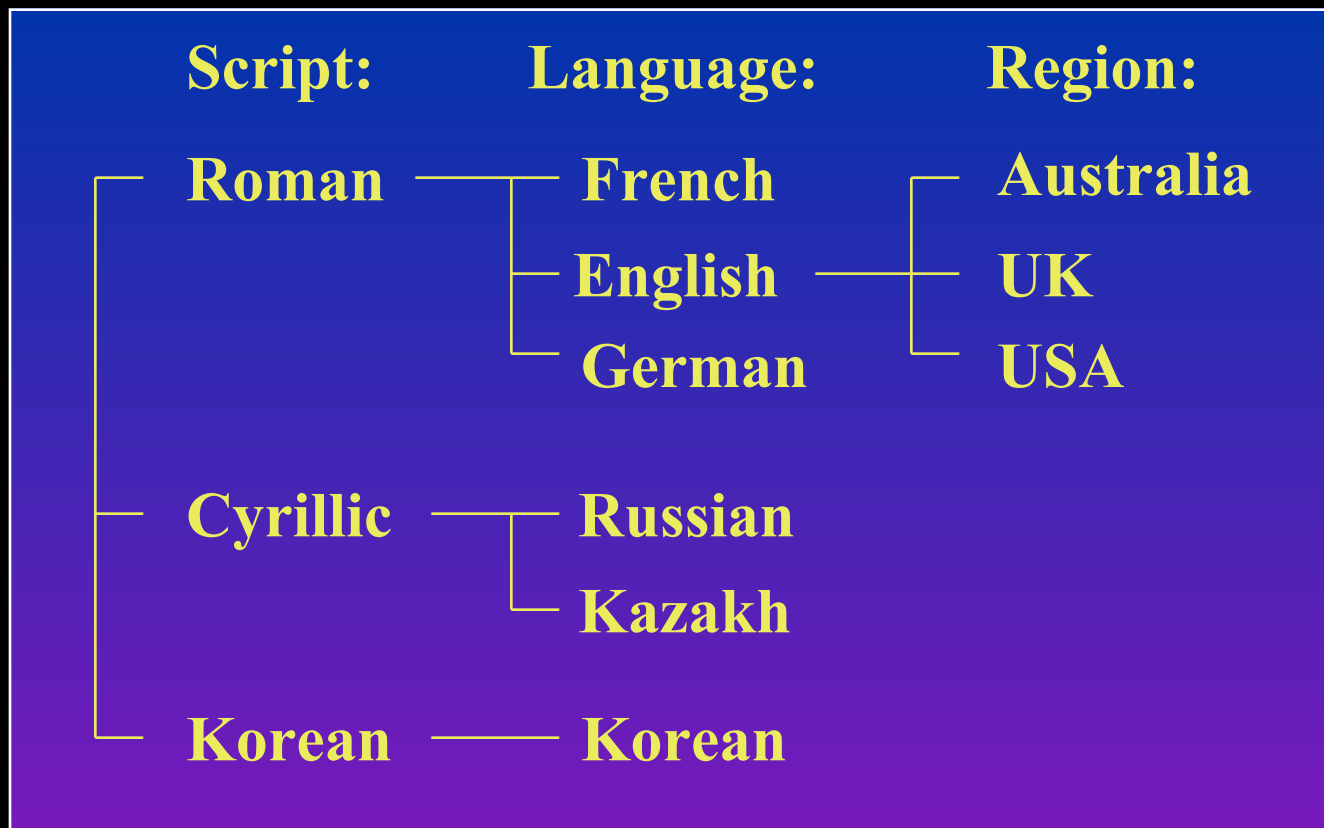 Script: Language: Region:
Roman French Australia
English UK
German USA
Cyrillic Russian
Kazakh
Korean Korean